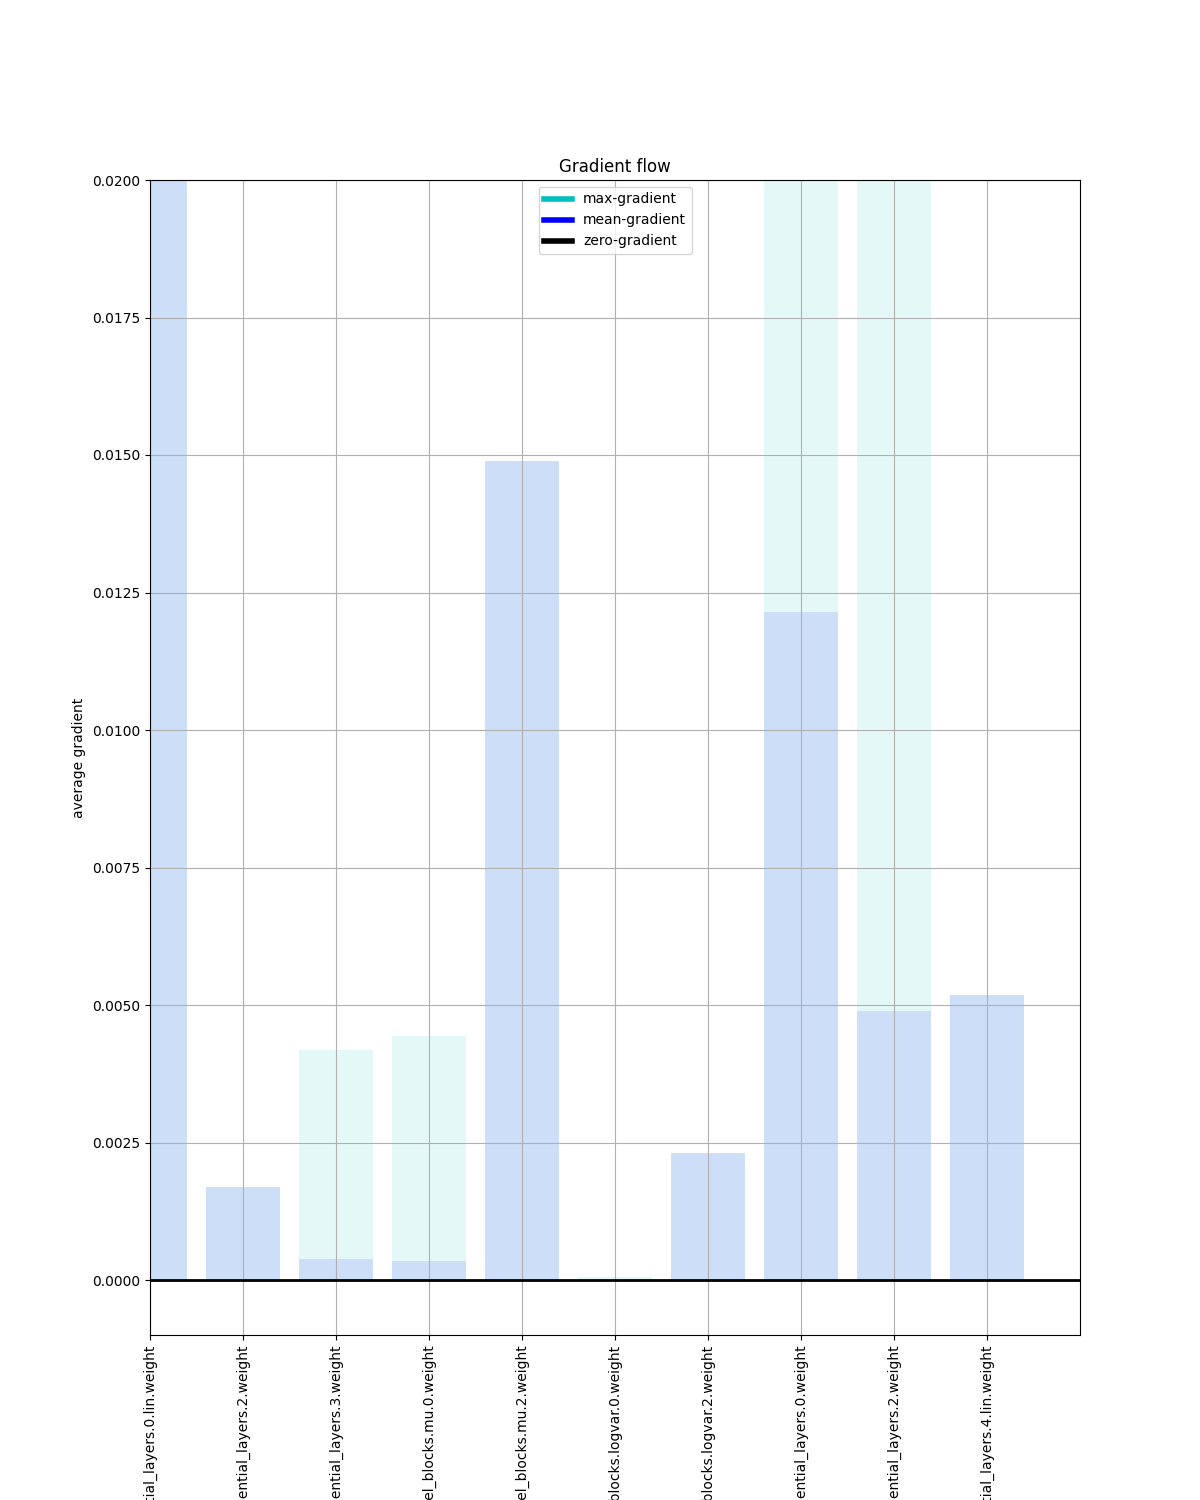 Gradient flow
max-gradient
mean-gradient
zero-gradient
0.0200
0.0175
0.0150
0.0125
0.0100
0.0075
0.0050
0.0025
0.0000
average gradient
tial_layers.0.lin.weight
ential_layers.2.weight
ential_layers.3.weight
el_blocks.mu.0.weight
el_blocks.mu.2.weight
blocks.logvar.0.weight
blocks.logvar.2.weight
ential_layers.0.weight
ential_layers.2.weight
tial_layers.4.lin.weight